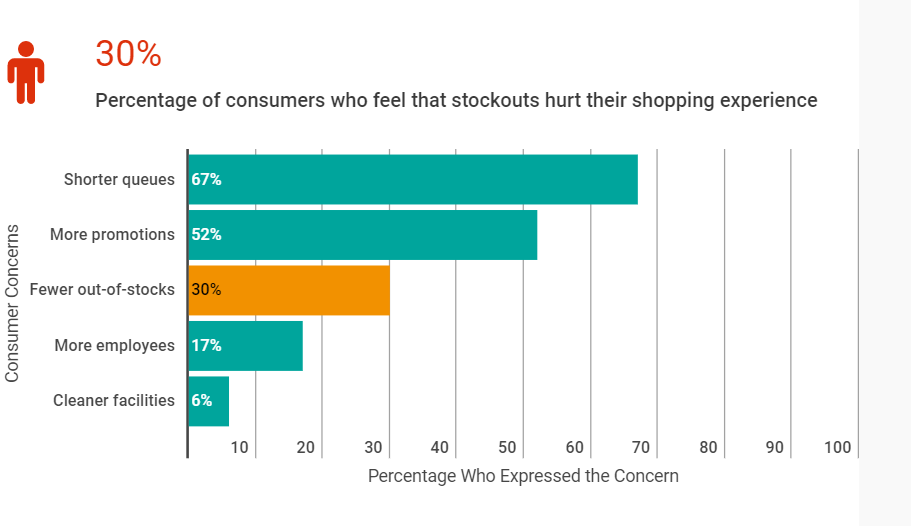 30%
Percentage of consumers who feel that stockouts hurt their shopping experience
Consumer Concerns
Shorter queues 67%
More promotions 52%
Fewer out-of-stocks 30%
More employees 17%
Cleaner facilities 6%
10 20 30 40 50 60 70 80 90 100
Percentage Who Expressed the Concern